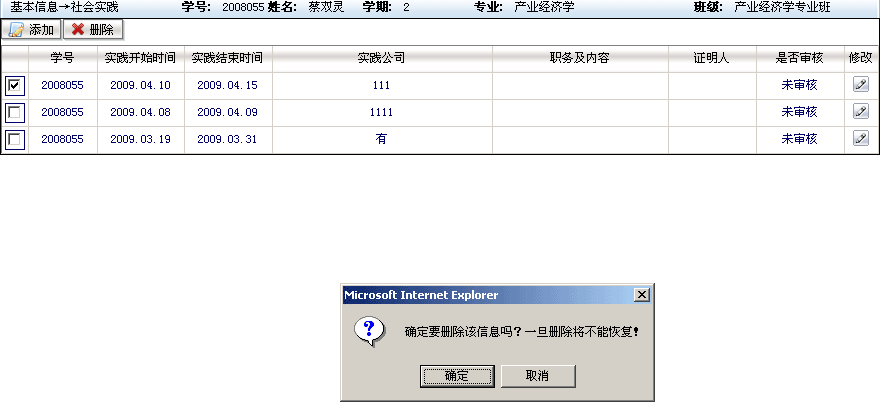 基本信息→社会实践 学号: 2008055 姓名: 蔡双灵 学期: 2 专业: 产业经济学 班级: 产业经济学专业班
添加 删除
学号 实践开始时间 实践结束时间 实践公司 职务及内容 证明人 是否审核 修改
2008055 2009.04.10 2009.04.15 111 未审核
2008055 2009.04.08 2009.04.09 1111 未审核
2008055 2009.03.19 2009.03.31 有 未审核
Microsoft Internet Explorer
确定要删除该信息吗？一旦删除将不能恢复！
确定 取消